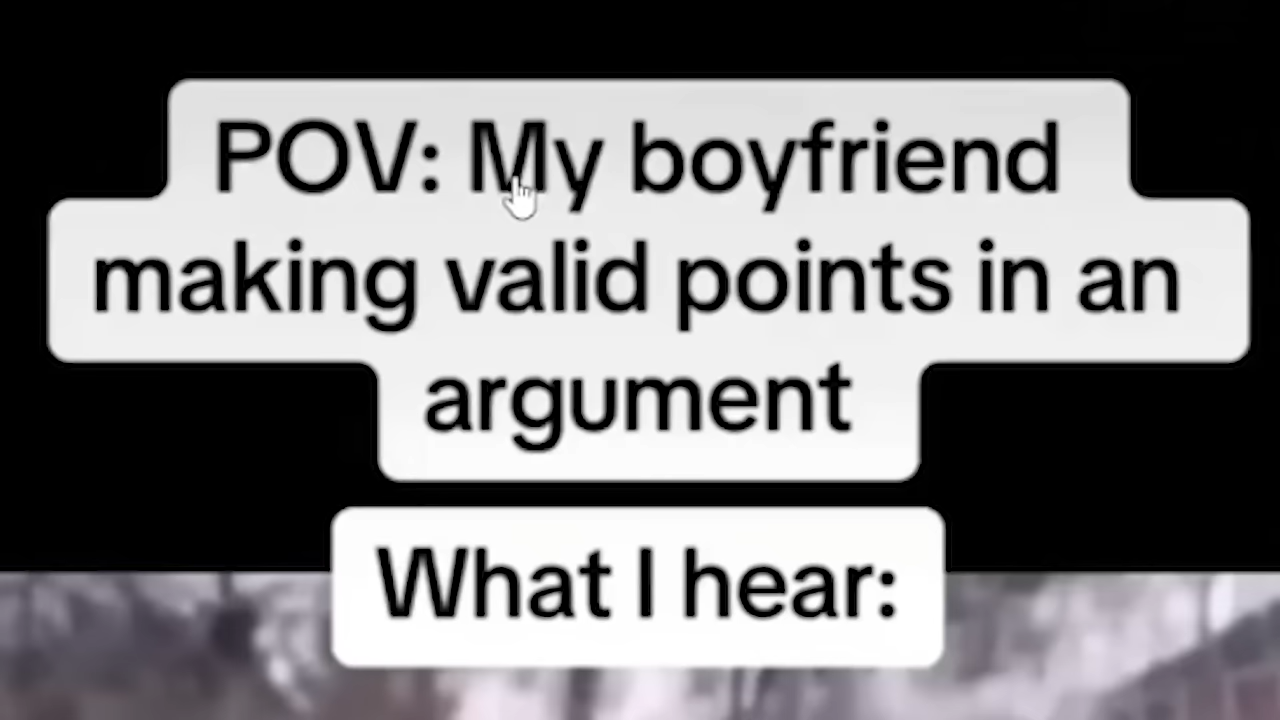 POV: My boyfriend
making valid points in an
argument
What I hear: